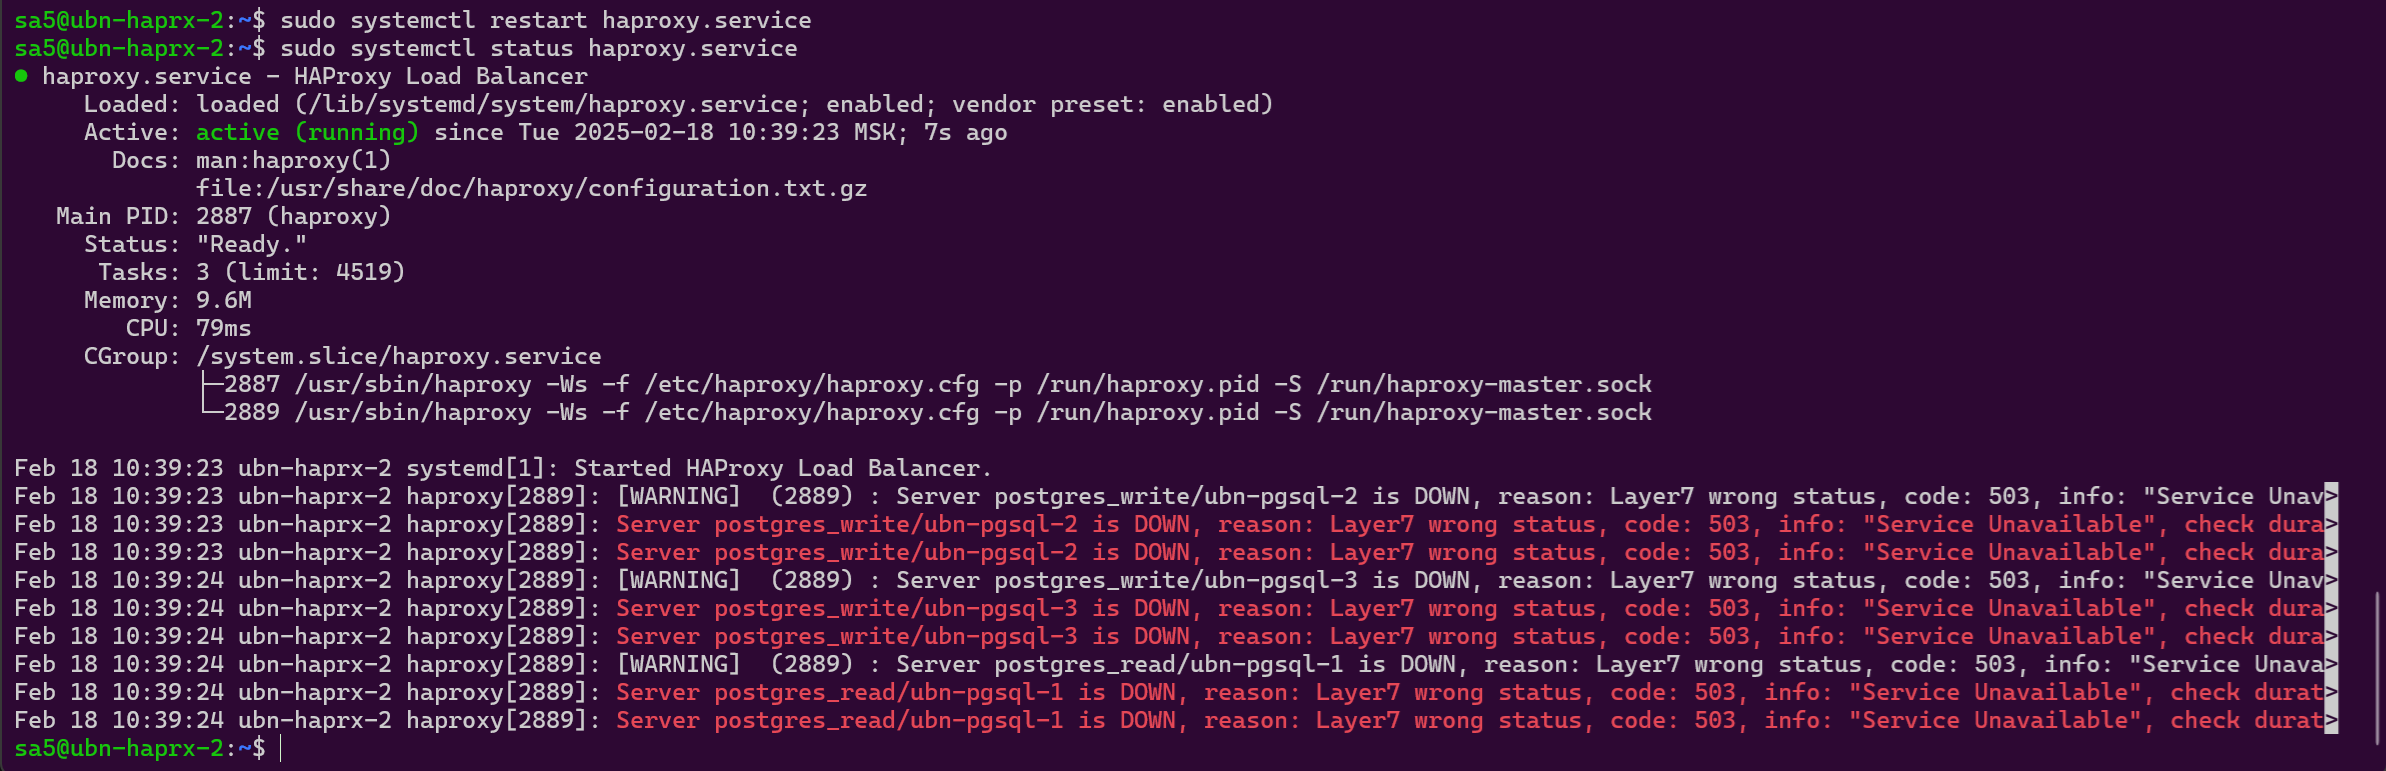 sa5@ubn-haprx-2:~$ sudo systemctl restart haproxy.service
sa5@ubn-haprx-2:~$ sudo systemctl status haproxy.service
● haproxy.service - HAProxy Load Balancer
     Loaded: loaded (/lib/systemd/system/haproxy.service; enabled; vendor preset: enabled)
     Active: active (running) since Tue 2025-02-18 10:39:23 MSK; 7s ago
       Docs: man:haproxy(1)
             file:/usr/share/doc/haproxy/configuration.txt.gz
   Main PID: 2887 (haproxy)
     Status: "Ready."
      Tasks: 3 (limit: 4519)
     Memory: 9.6M
        CPU: 79ms
     CGroup: /system.slice/haproxy.service
             ├─2887 /usr/sbin/haproxy -Ws -f /etc/haproxy/haproxy.cfg -p /run/haproxy.pid -S /run/haproxy-master.sock
             └─2889 /usr/sbin/haproxy -Ws -f /etc/haproxy/haproxy.cfg -p /run/haproxy.pid -S /run/haproxy-master.sock

Feb 18 10:39:23 ubn-haprx-2 systemd[1]: Started HAProxy Load Balancer.
Feb 18 10:39:23 ubn-haprx-2 haproxy[2889]: [WARNING]  (2889) : Server postgres_write/ubn-pgsql-2 is DOWN, reason: Layer7 wrong status, code: 503, info: "Service Unav>
Feb 18 10:39:23 ubn-haprx-2 haproxy[2889]: Server postgres_write/ubn-pgsql-2 is DOWN, reason: Layer7 wrong status, code: 503, info: "Service Unavailable", check dura>
Feb 18 10:39:23 ubn-haprx-2 haproxy[2889]: Server postgres_write/ubn-pgsql-2 is DOWN, reason: Layer7 wrong status, code: 503, info: "Service Unavailable", check dura>
Feb 18 10:39:24 ubn-haprx-2 haproxy[2889]: [WARNING]  (2889) : Server postgres_write/ubn-pgsql-3 is DOWN, reason: Layer7 wrong status, code: 503, info: "Service Unav>
Feb 18 10:39:24 ubn-haprx-2 haproxy[2889]: Server postgres_write/ubn-pgsql-3 is DOWN, reason: Layer7 wrong status, code: 503, info: "Service Unavailable", check dura>
Feb 18 10:39:24 ubn-haprx-2 haproxy[2889]: Server postgres_write/ubn-pgsql-3 is DOWN, reason: Layer7 wrong status, code: 503, info: "Service Unavailable", check dura>
Feb 18 10:39:24 ubn-haprx-2 haproxy[2889]: [WARNING]  (2889) : Server postgres_read/ubn-pgsql-1 is DOWN, reason: Layer7 wrong status, code: 503, info: "Service Unava>
Feb 18 10:39:24 ubn-haprx-2 haproxy[2889]: Server postgres_read/ubn-pgsql-1 is DOWN, reason: Layer7 wrong status, code: 503, info: "Service Unavailable", check durat>
Feb 18 10:39:24 ubn-haprx-2 haproxy[2889]: Server postgres_read/ubn-pgsql-1 is DOWN, reason: Layer7 wrong status, code: 503, info: "Service Unavailable", check durat>
sa5@ubn-haprx-2:~$